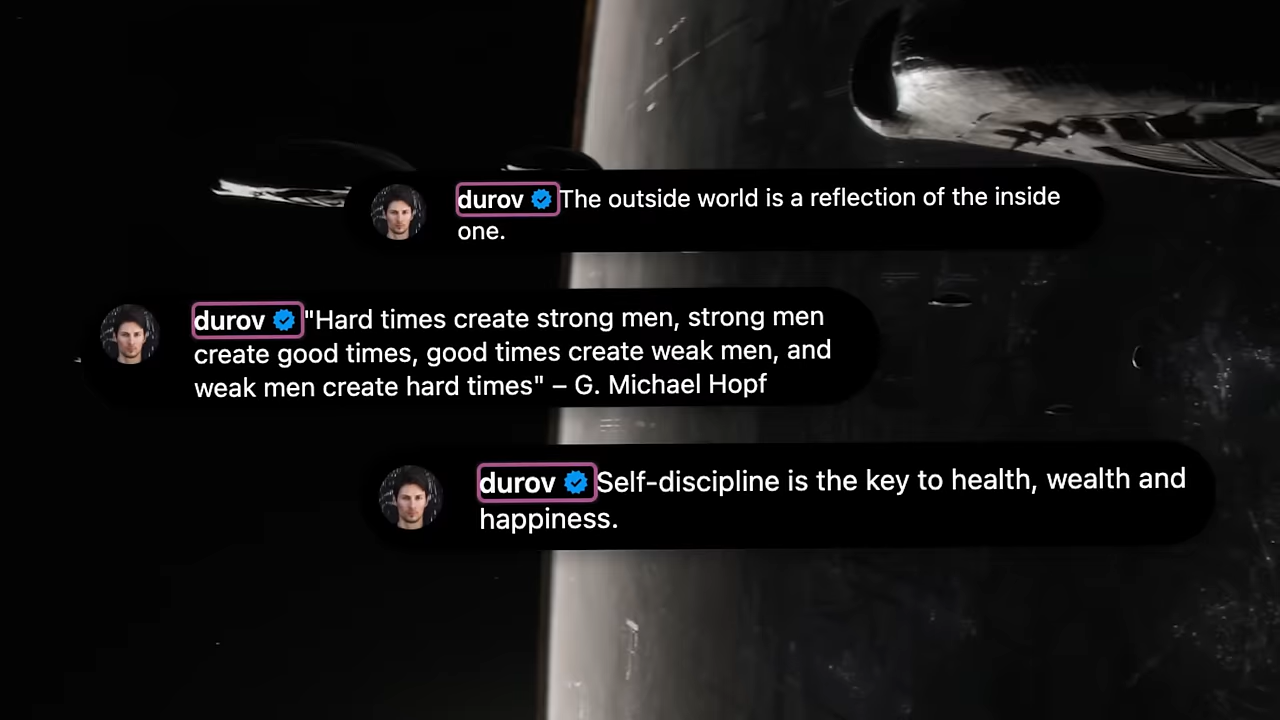 durov The outside world is a reflection of the inside
one.
durov "Hard times create strong men, strong men
create good times, good times create weak men, and
weak men create hard times" – G. Michael Hopf
durov Self-discipline is the key to health, wealth and
happiness.